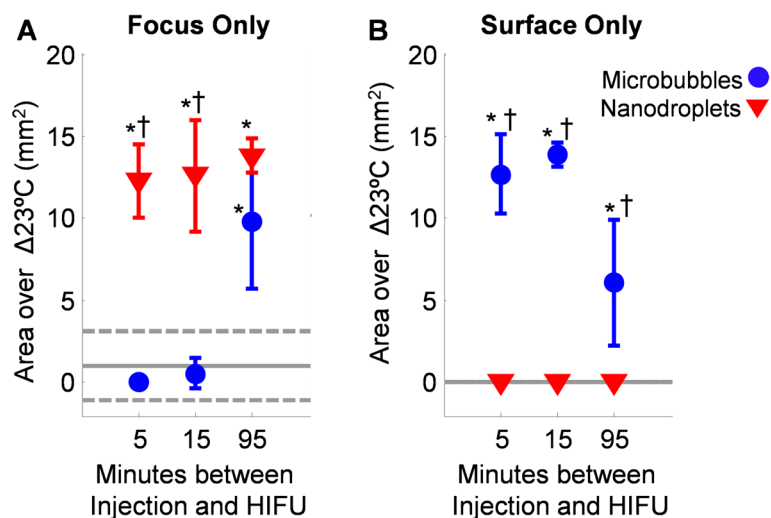 A
Focus Only
20
15
10
5
0
*†
*†
*
*
Area over Δ23ºC (mm²)
5 15 95
Minutes between
Injection and HIFU
B
Surface Only
20
15
10
5
0
* †
*†
* †
Area over Δ23ºC (mm²)
5 15 95
Minutes between
Injection and HIFU
Microbubbles
Nanodroplets